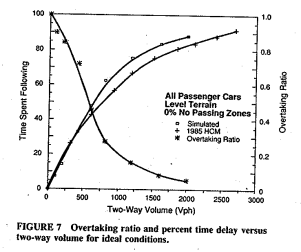 100
80
60
40
20
0
Time Spent Following
1.0
0.8
0.6
0.4
0.2
0
Overtaking Ratio
All Passenger Cars
Level Terrain
0% No Passing Zones
Simulated
1985 HCM
Overtaking Ratio
0 500 1000 1500 2000 2500 3000
Two-Way Volume (Vph)
FIGURE 7 Overtaking ratio and percent time delay versus
two-way volume for ideal conditions.